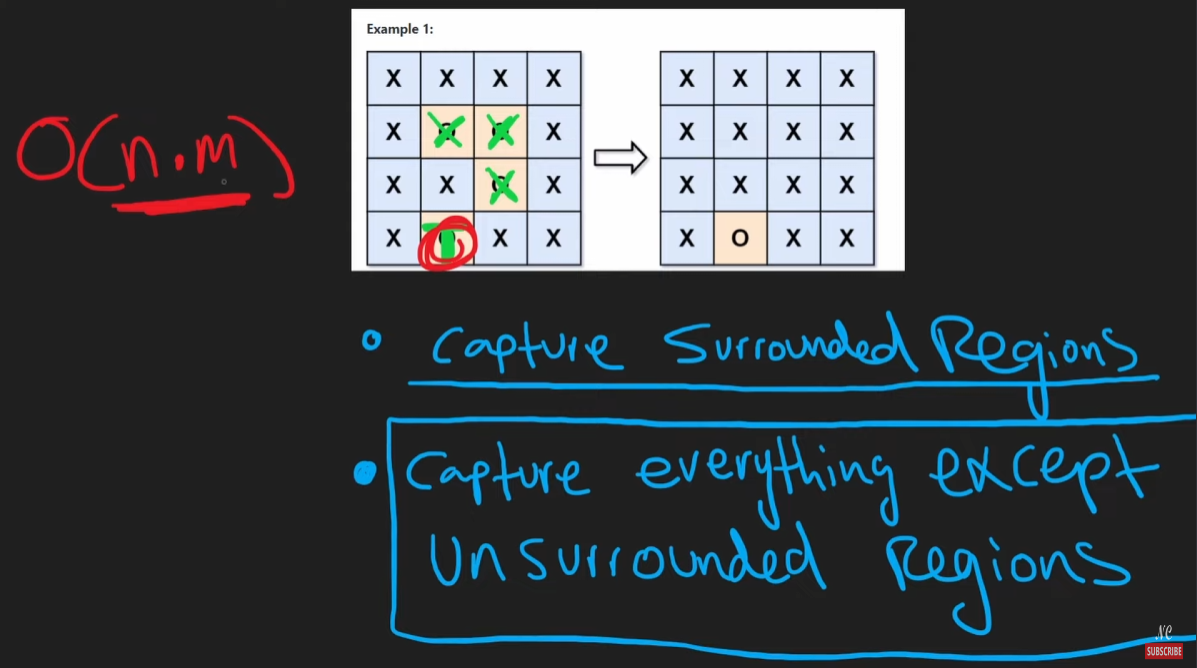 Example 1:
X X X X
X O O X
X X O X
X T X X
X X X X
X X X X
X X X X
X O X X
O(n.m)
Capture Surrounded Regions
Capture everything except
Unsurrounded Regions
NC
SUBSCRIBE